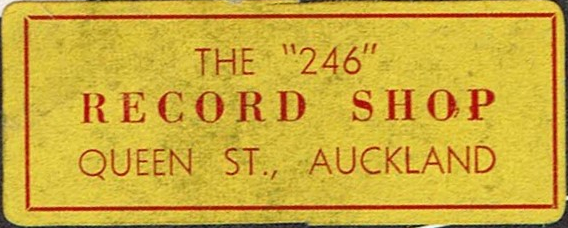 THE "246"
RECORD SHOP
QUEEN ST., AUCKLAND